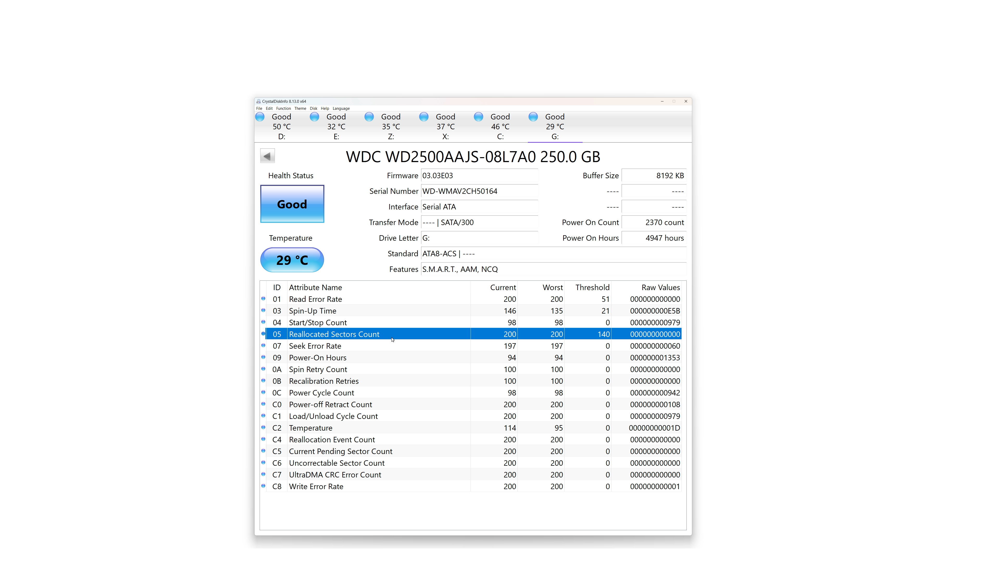 CrystalDiskInfo 8.13.0 x64
File Edit Function Theme Disk Help Language
Good Good Good Good Good Good
50 °C 32 °C 35 °C 37 °C 46 °C 29 °C
D: E: Z: X: C: G:
WDC WD2500AAJS-08L7A0 250.0 GB
Health Status Firmware 03.03E03 Buffer Size 8192 KB
Good Serial Number WD-WMAV2CH50164 ---- ----
Interface Serial ATA ---- ----
Transfer Mode ---- | SATA/300 Power On Count 2370 count
Temperature Drive Letter G: Power On Hours 4947 hours
29 °C Standard ATA8-ACS | ----
Features S.M.A.R.T., AAM, NCQ
ID Attribute Name Current Worst Threshold Raw Values
01 Read Error Rate 200 200 51 000000000000
03 Spin-Up Time 146 135 21 000000000E5B
04 Start/Stop Count 98 98 0 000000000979
05 Reallocated Sectors Count 200 200 140 000000000000
07 Seek Error Rate 197 197 0 000000000060
09 Power-On Hours 94 94 0 000000001353
0A Spin Retry Count 100 100 0 000000000000
0B Recalibration Retries 100 100 0 000000000000
0C Power Cycle Count 98 98 0 000000000942
C0 Power-off Retract Count 200 200 0 000000000108
C1 Load/Unload Cycle Count 200 200 0 000000000979
C2 Temperature 114 95 0 00000000001D
C4 Reallocation Event Count 200 200 0 000000000000
C5 Current Pending Sector Count 200 200 0 000000000000
C6 Uncorrectable Sector Count 200 200 0 000000000000
C7 UltraDMA CRC Error Count 200 200 0 000000000000
C8 Write Error Rate 200 200 0 000000000001